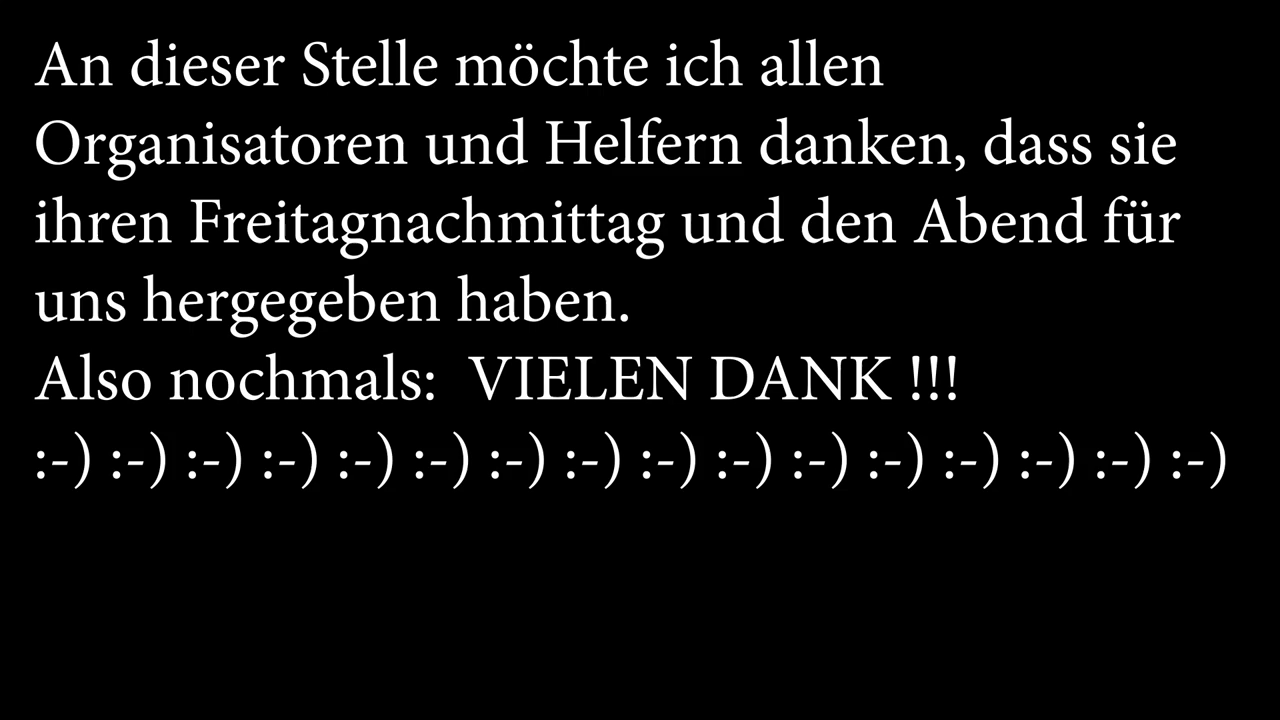 An dieser Stelle möchte ich allen
Organisatoren und Helfern danken, dass sie
ihren Freitagnachmittag und den Abend für
uns hergegeben haben.
Also nochmals:  VIELEN DANK !!!
:-) :-) :-) :-) :-) :-) :-) :-) :-) :-) :-) :-) :-) :-) :-) :-)